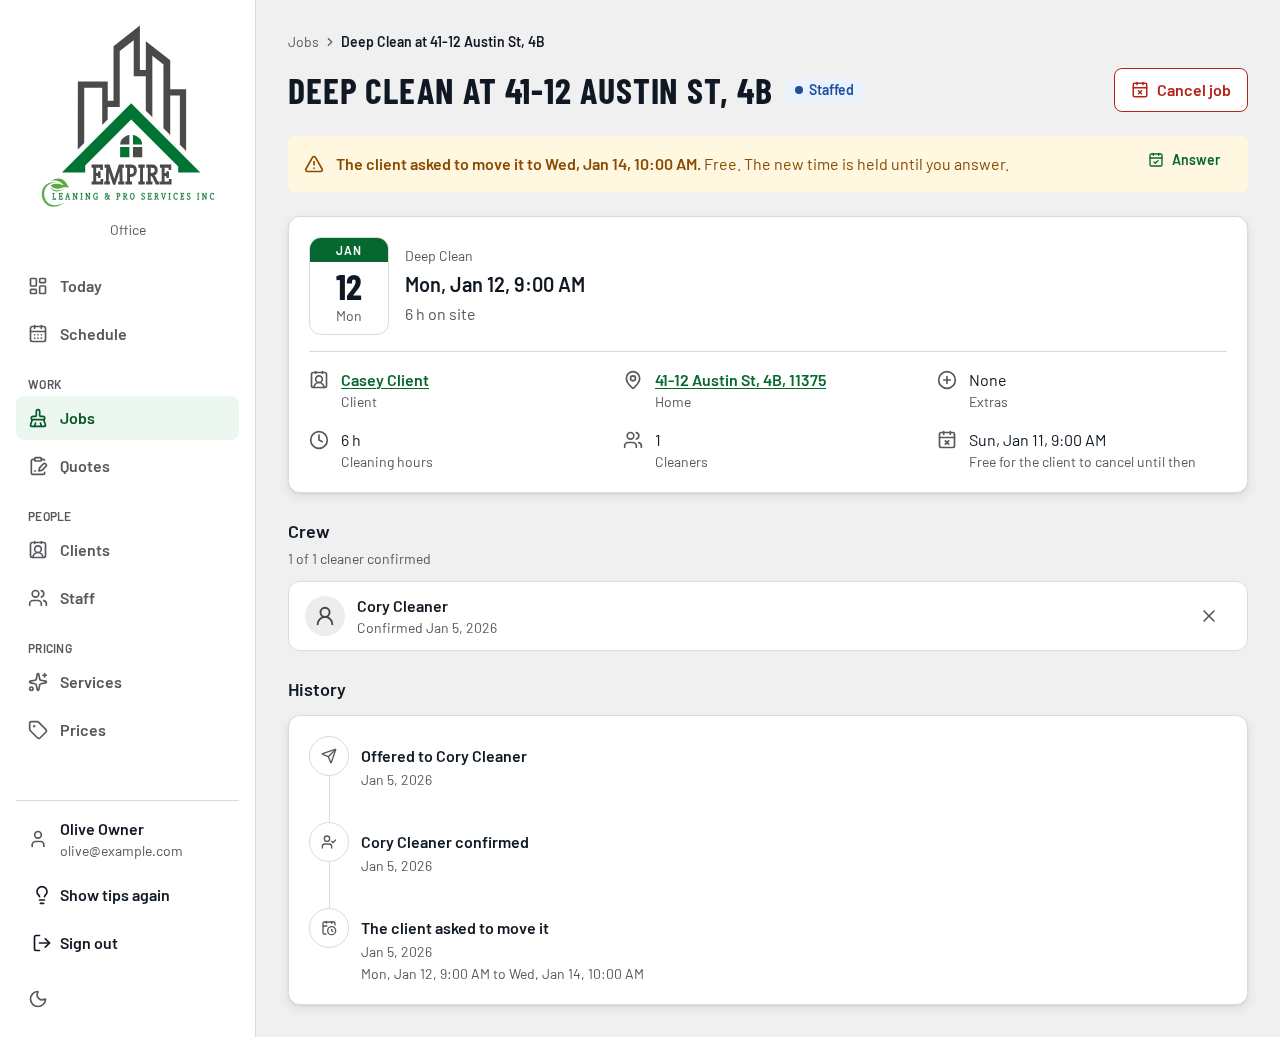 EMPIRE
LEANING & PRO SERVICES INC
Office
Today
Schedule
WORK
Jobs
Quotes
PEOPLE
Clients
Staff
PRICING
Services
Prices
Olive Owner
olive@example.com
Show tips again
Sign out
Jobs > Deep Clean at 41-12 Austin St, 4B
DEEP CLEAN AT 41-12 AUSTIN ST, 4B
Staffed
Cancel job
The client asked to move it to Wed, Jan 14, 10:00 AM. Free. The new time is held until you answer.
Answer
JAN
12
Mon
Deep Clean
Mon, Jan 12, 9:00 AM
6 h on site
Casey Client
Client
41-12 Austin St, 4B, 11375
Home
None
Extras
6 h
Cleaning hours
1
Cleaners
Sun, Jan 11, 9:00 AM
Free for the client to cancel until then
Crew
1 of 1 cleaner confirmed
Cory Cleaner
Confirmed Jan 5, 2026
History
Offered to Cory Cleaner
Jan 5, 2026
Cory Cleaner confirmed
Jan 5, 2026
The client asked to move it
Jan 5, 2026
Mon, Jan 12, 9:00 AM to Wed, Jan 14, 10:00 AM